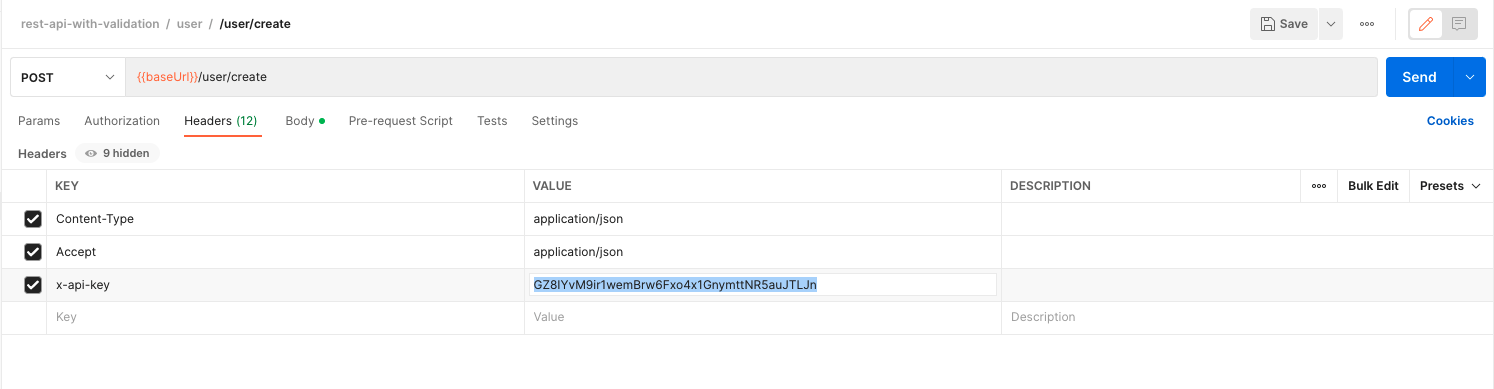 rest-api-with-validation / user / /user/create
Save
POST {{baseUrl}}/user/create Send
Params Authorization Headers (12) Body Pre-request Script Tests Settings Cookies
Headers 9 hidden
KEY VALUE DESCRIPTION Bulk Edit Presets
Content-Type application/json
Accept application/json
x-api-key GZ8IYvM9ir1wemBrw6Fxo4x1GnymttNR5auJTLJn
Key Value Description